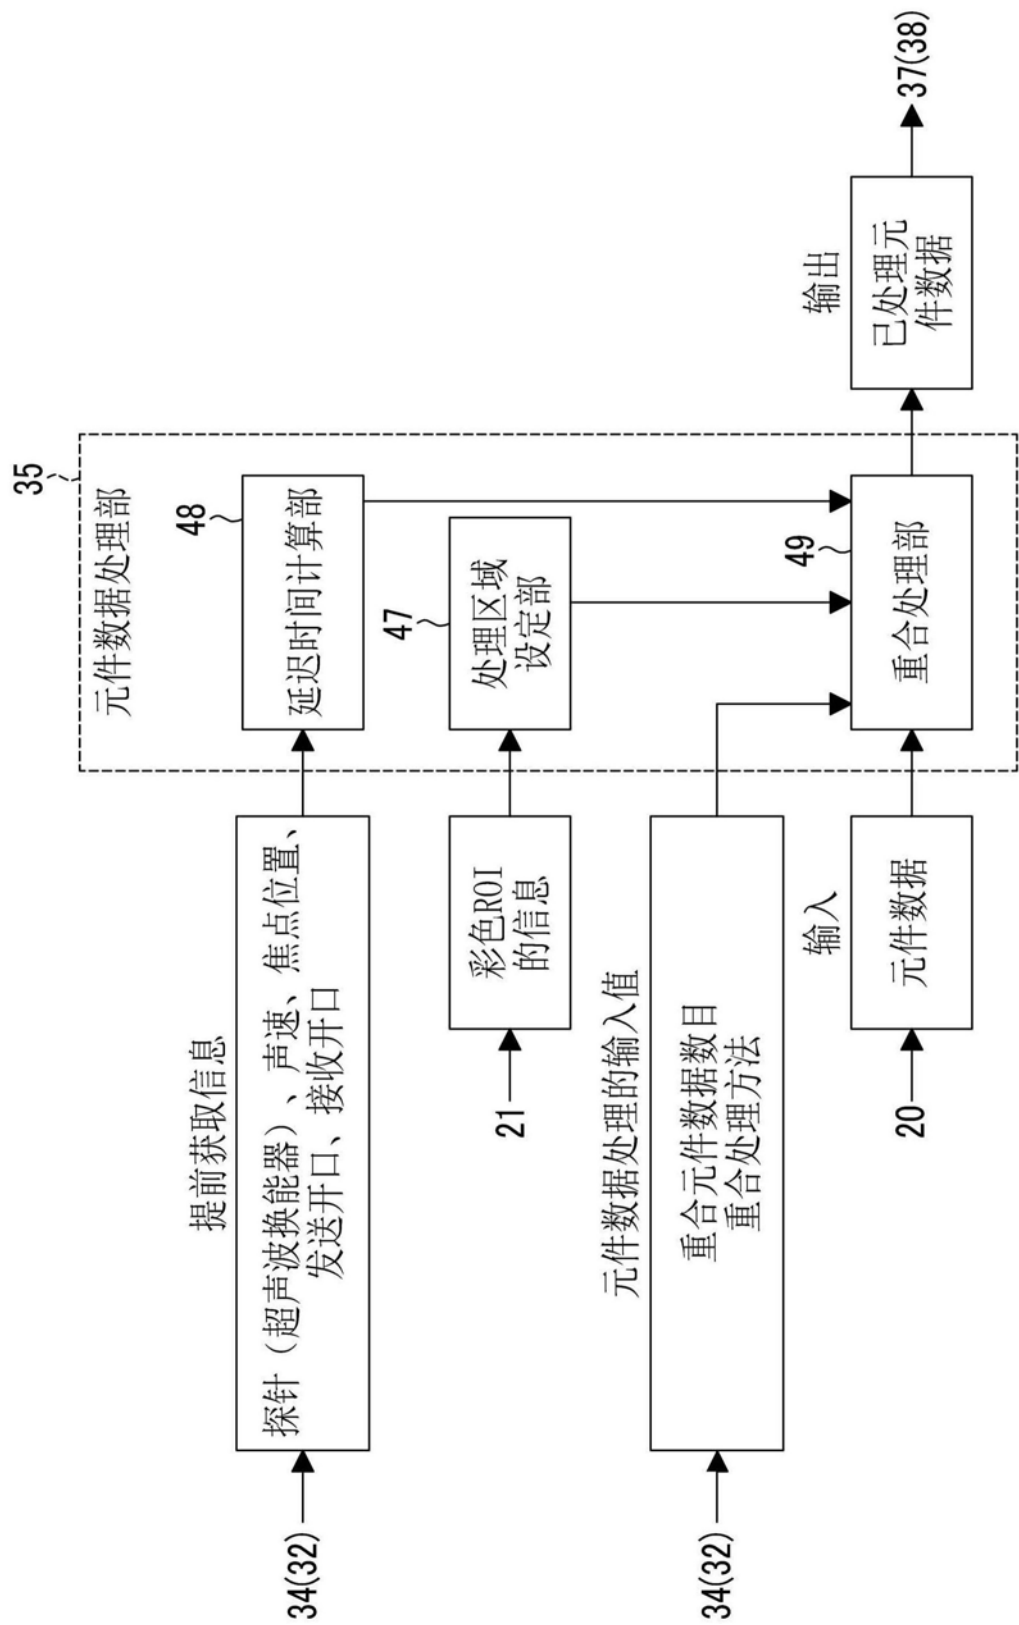 35
元件数据处理部
提前获取信息
34(32)
探针（超声波换能器）、声速、焦点位置、
发送开口、接收开口
48
延迟时间计算部
21
彩色ROI
的信息
47
处理区域
设定部
元件数据处理的输入值
34(32)
重合元件数据数目
重合处理方法
输入
20
元件数据
49
重合处理部
输出
已处理元
件数据
37(38)